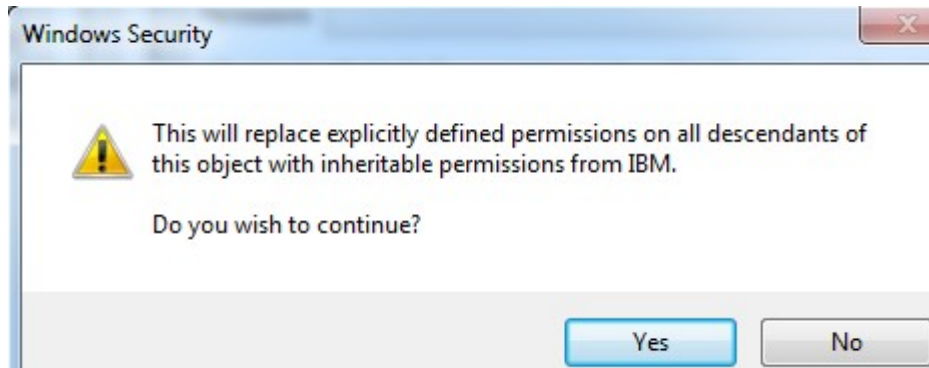 Windows Security
This will replace explicitly defined permissions on all descendants of
this object with inheritable permissions from IBM.
Do you wish to continue?
Yes No